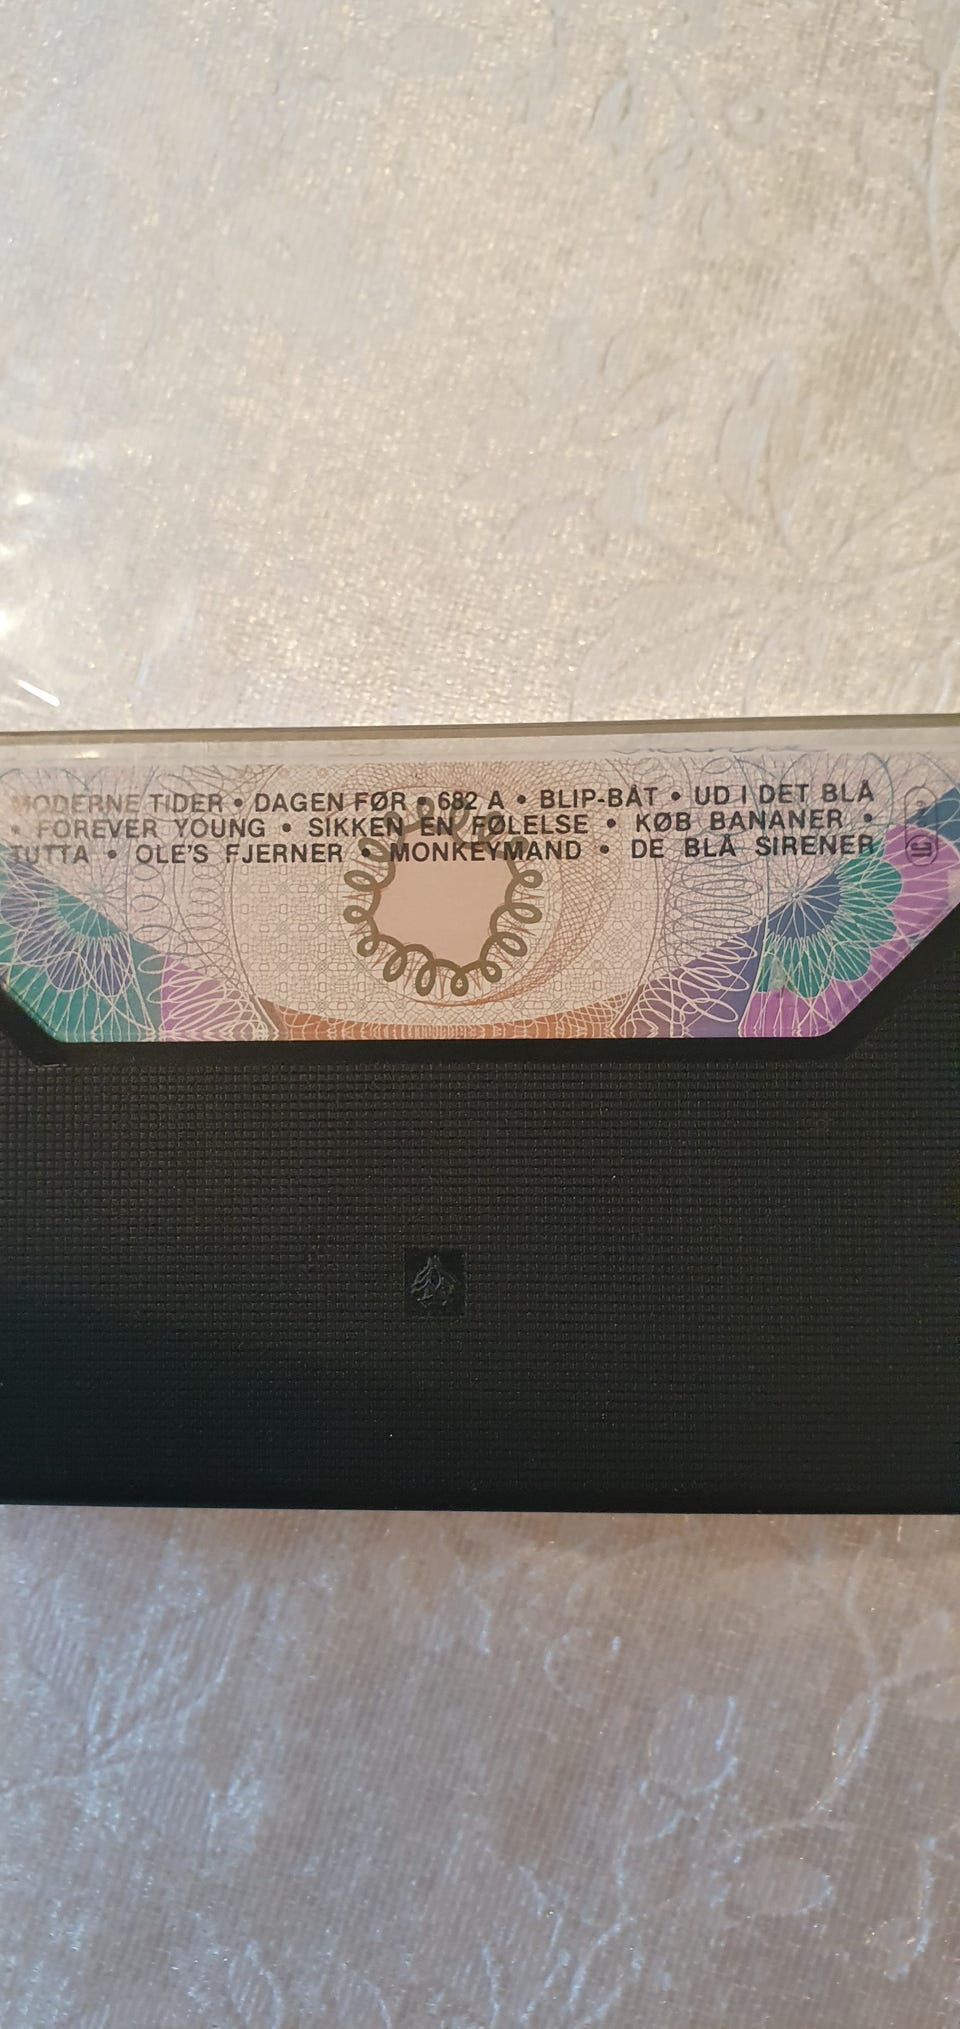 MODERNE TIDER • DAGEN FØR • 682 A • BLIP-BÅT • UD I DET BLÅ
• FOREVER YOUNG • SIKKEN EN FØLELSE • KØB BANANER •
TUTTA • OLE'S FJERNER • MONKEYMAND • DE BLÅ SIRENER